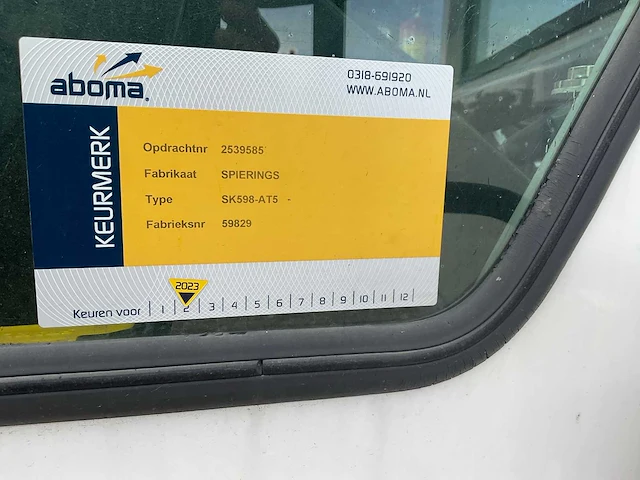 aboma.
0318-691920
WWW.ABOMA.NL
KEURMERK
Opdrachtnr 2539585
Fabrikaat SPIERINGS
Type SK598-AT5 -
Fabrieksnr 59829
2023
Keuren voor | 1 | 2 | 3 | 4 | 5 | 6 | 7 | 8 | 9 | 10 | 11 | 12 |